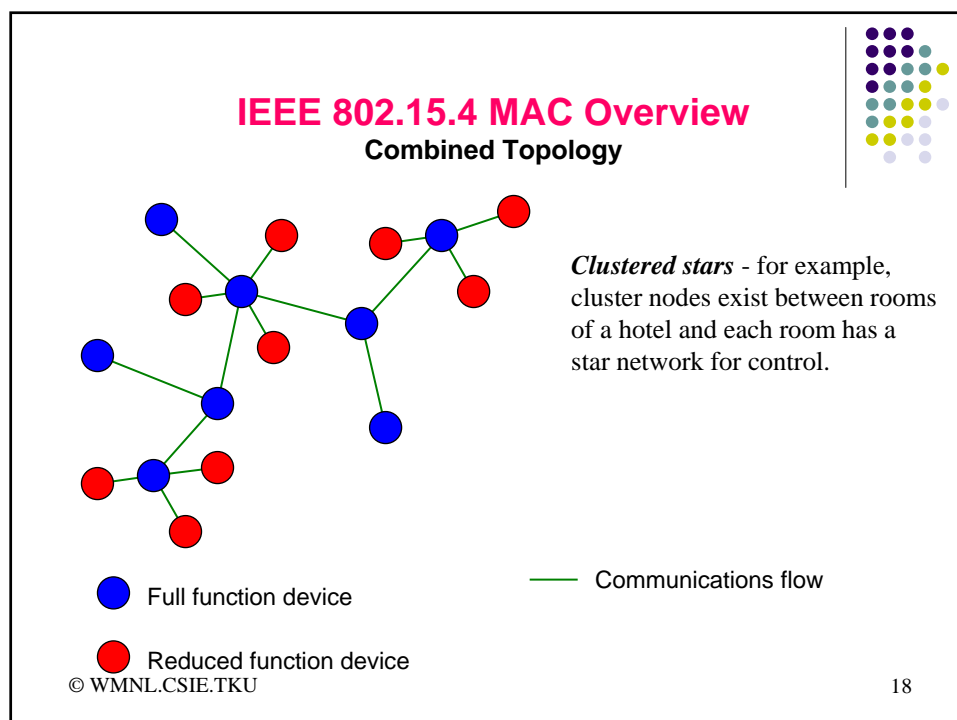 IEEE 802.15.4 MAC Overview
Combined Topology
Clustered stars - for example,
cluster nodes exist between rooms
of a hotel and each room has a
star network for control.
Communications flow
Full function device
Reduced function device
© WMNL.CSIE.TKU
18